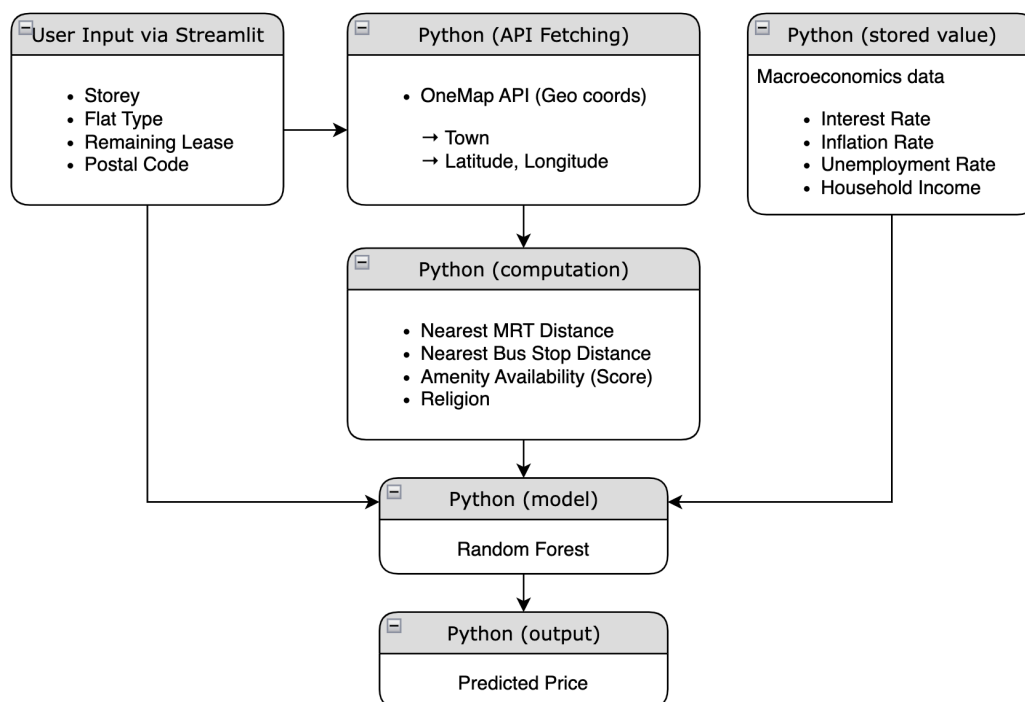 User Input via Streamlit
• Storey
• Flat Type
• Remaining Lease
• Postal Code
Python (API Fetching)
• OneMap API (Geo coords)
→ Town
→ Latitude, Longitude
Python (stored value)
Macroeconomics data
• Interest Rate
• Inflation Rate
• Unemployment Rate
• Household Income
Python (computation)
• Nearest MRT Distance
• Nearest Bus Stop Distance
• Amenity Availability (Score)
• Religion
Python (model)
Random Forest
Python (output)
Predicted Price